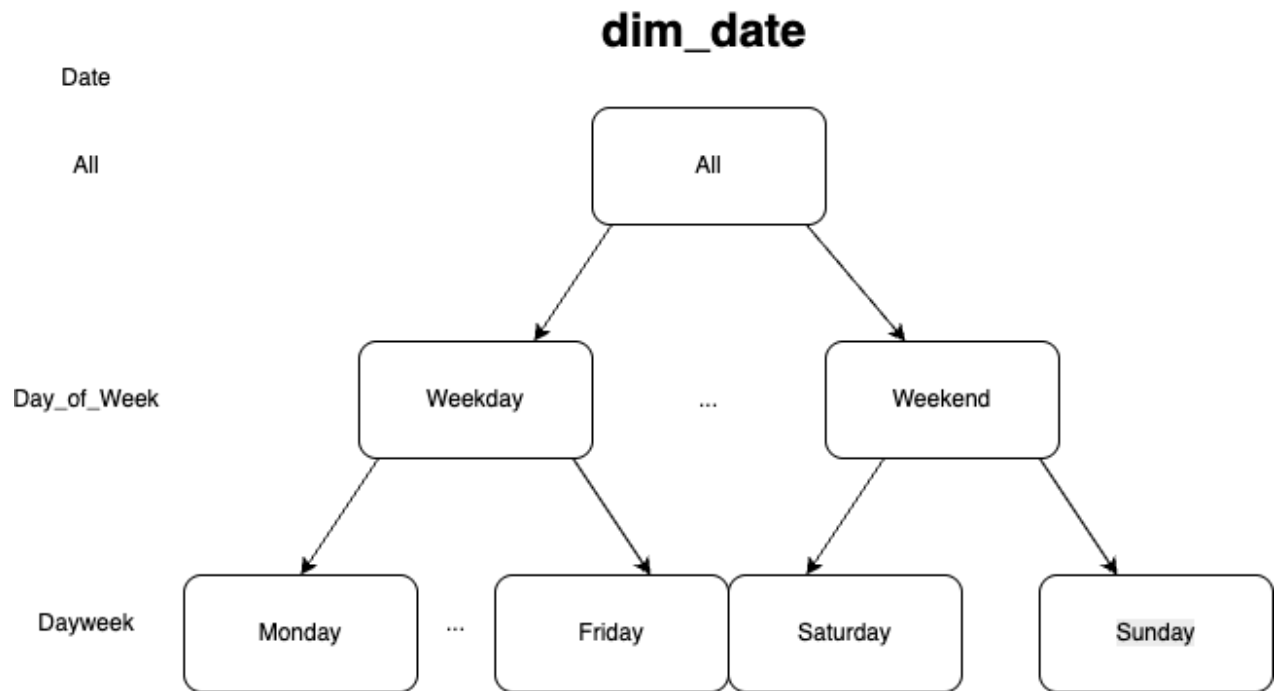 dim_date
Date
All
All
Day_of_Week
Weekday
...
Weekend
Dayweek
Monday
...
Friday
Saturday
Sunday